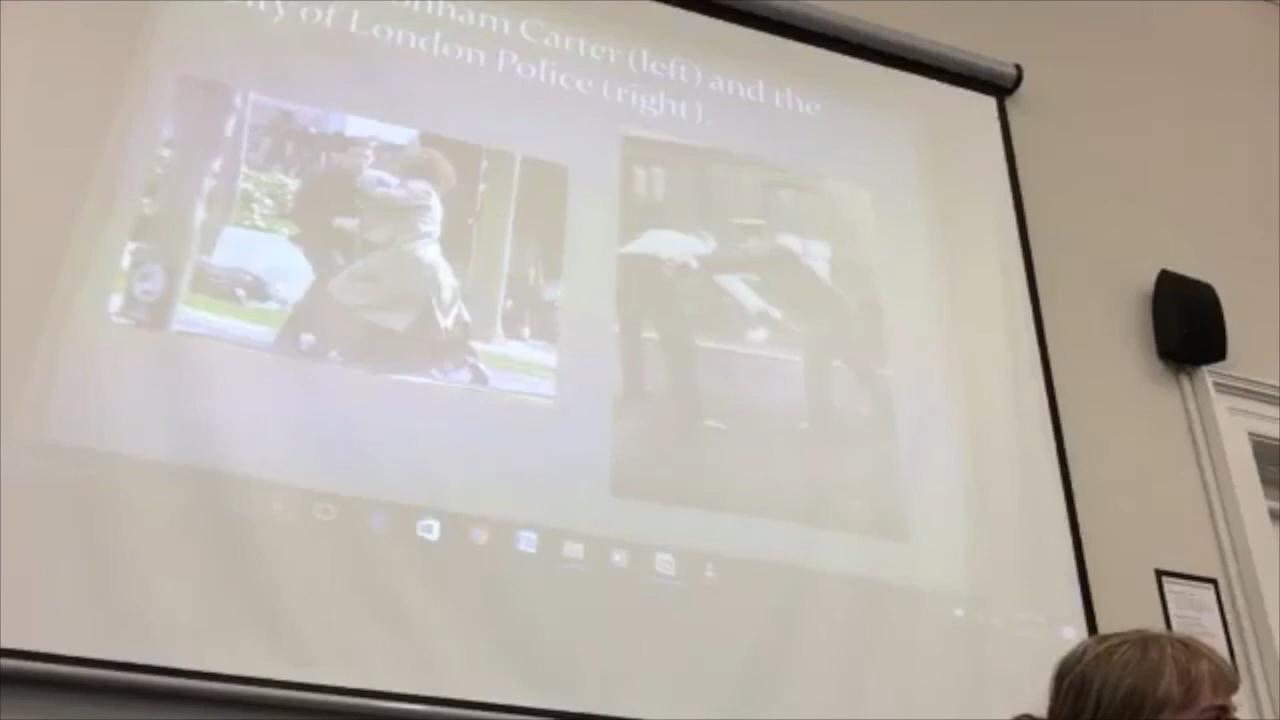 Carter (left) and the
of London Police (right).